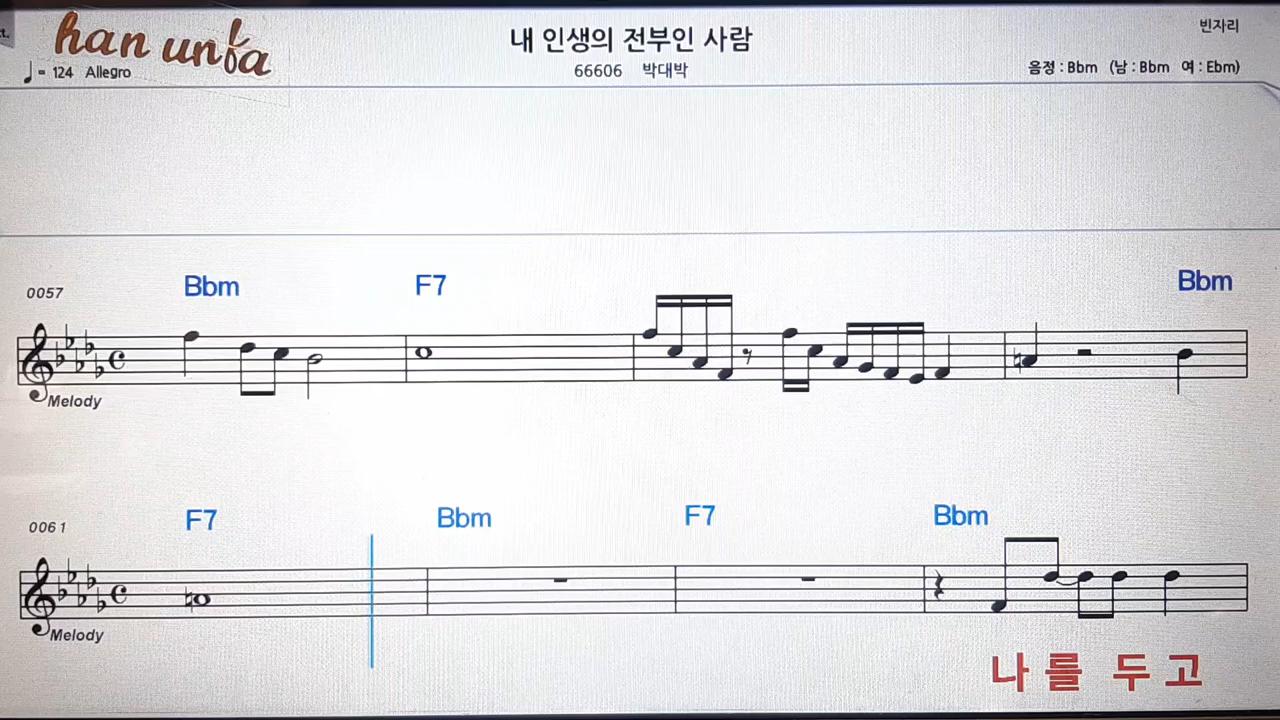 han unfa
내 인생의 전부인 사람
빈자리
= 124 Allegro
66606 박대박
음정 : Bbm (남 : Bbm 여 : Ebm)
0057
Bbm F7 Bbm
Melody
0061
F7 Bbm F7 Bbm
Melody
나를 두고